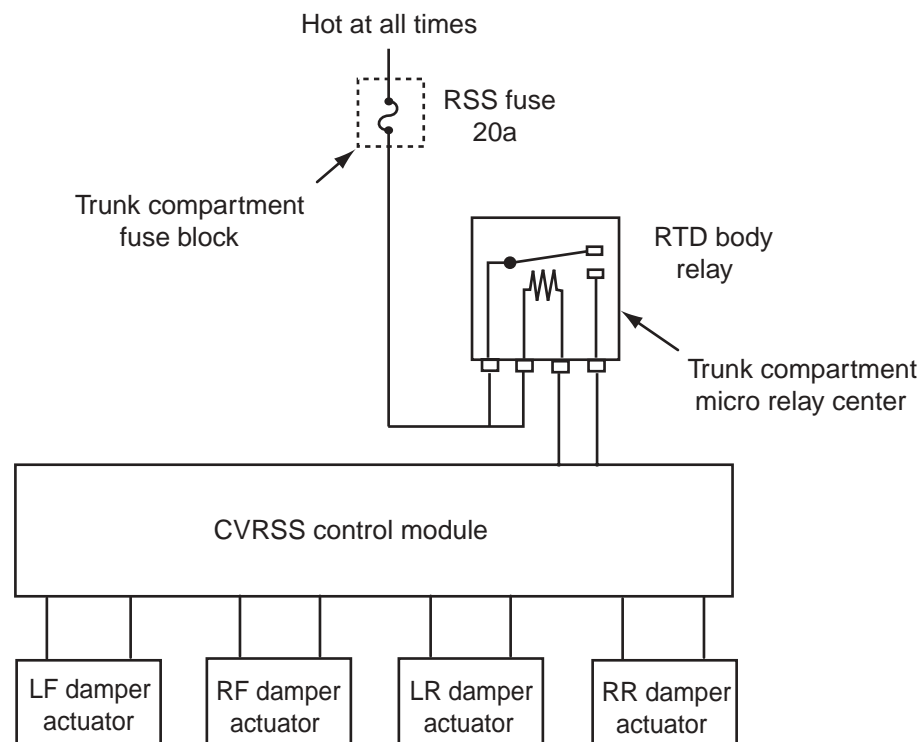 Hot at all times
RSS fuse
20a
Trunk compartment
fuse block
RTD body
relay
Trunk compartment
micro relay center
CVRSS control module
LF damper
actuator
RF damper
actuator
LR damper
actuator
RR damper
actuator